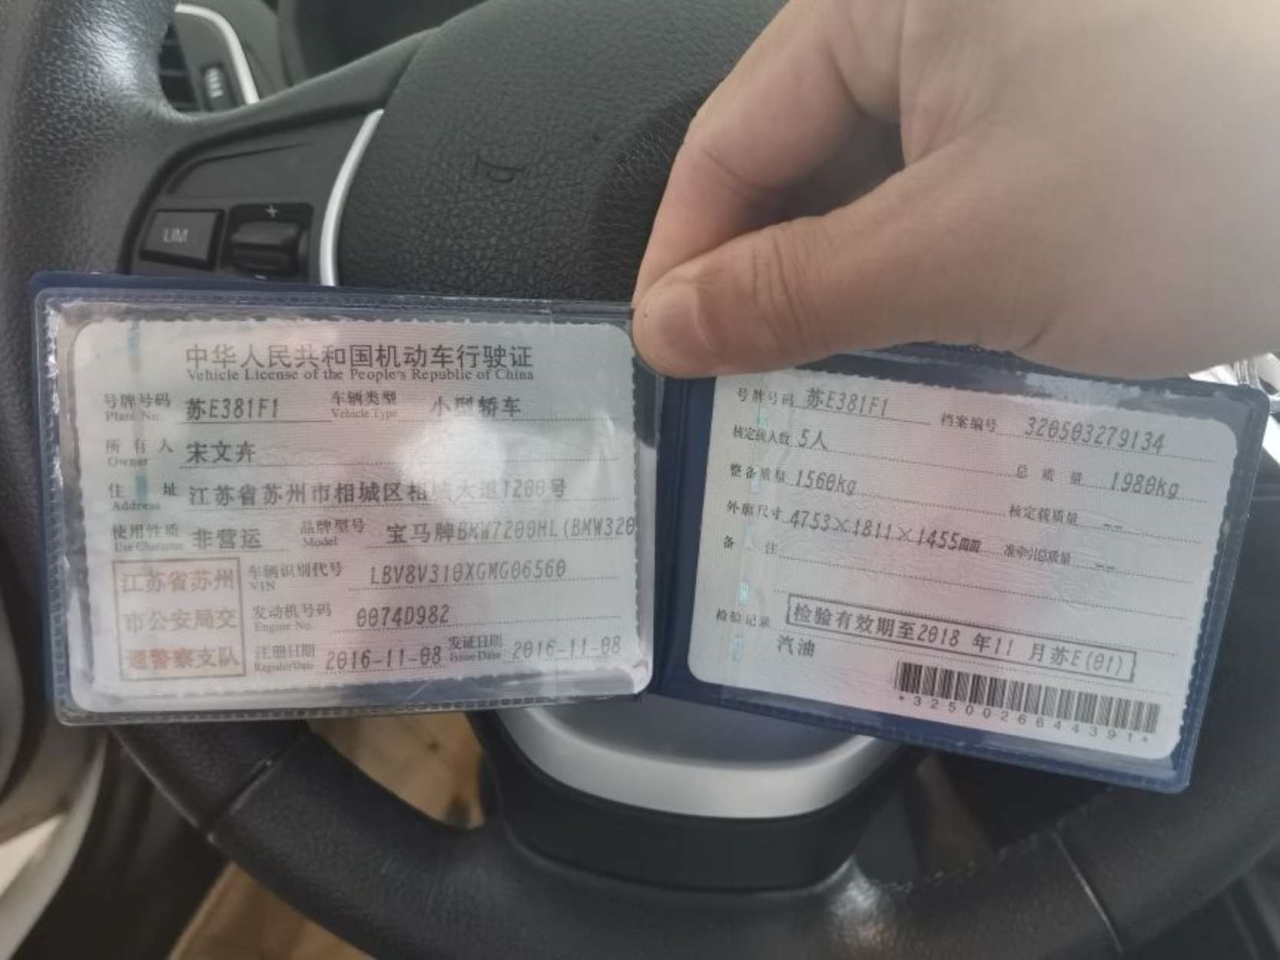 LIM
+
中华人民共和国机动车行驶证
Vehicle License of the People's Republic of China
号牌号码 苏E381F1 车辆类型 小型轿车
Plate No. Vehicle Type
所有人 宋文卉
Owner
住址 江苏省苏州市相城区相城大道1200号
Address
使用性质 非营运 品牌型号 宝马牌BMW7200HL(BMW320
Use Character Model
江苏省苏州
市公安局交
通警察支队
车辆识别代号 LBV8V310XGMG06560
VIN
发动机号码 0074D982
Engine No.
注册日期 2016-11-08 发证日期 2016-11-08
Register Date Issue Date
号牌号码 苏E381F1 档案编号 320503279134
核定载人数 5人 总质量 1980kg
整备质量 1560kg 核定载质量 --
外廓尺寸 4753×1811×1455mm 准牵引总质量 --
备注
检验记录 检验有效期至2018 年11 月苏E(01)
汽油
*3250026644391*